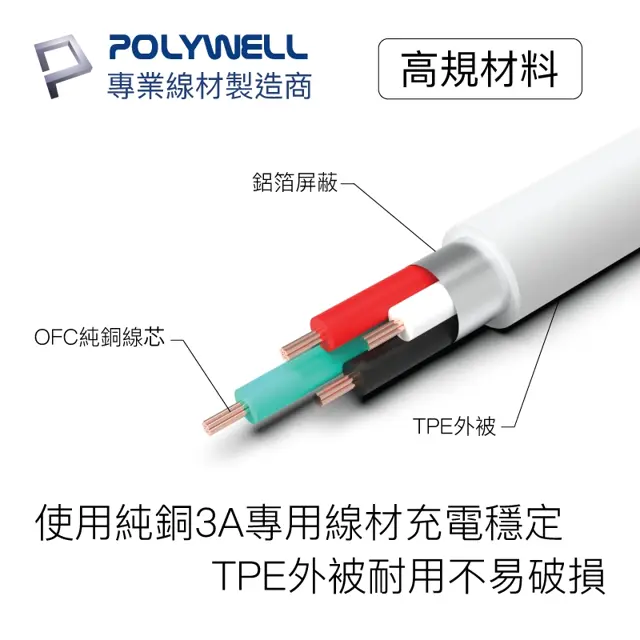 POLYWELL
專業線材製造商
高規材料
鋁箔屏蔽
OFC純銅線芯
TPE外被
使用純銅3A專用線材充電穩定
TPE外被耐用不易破損